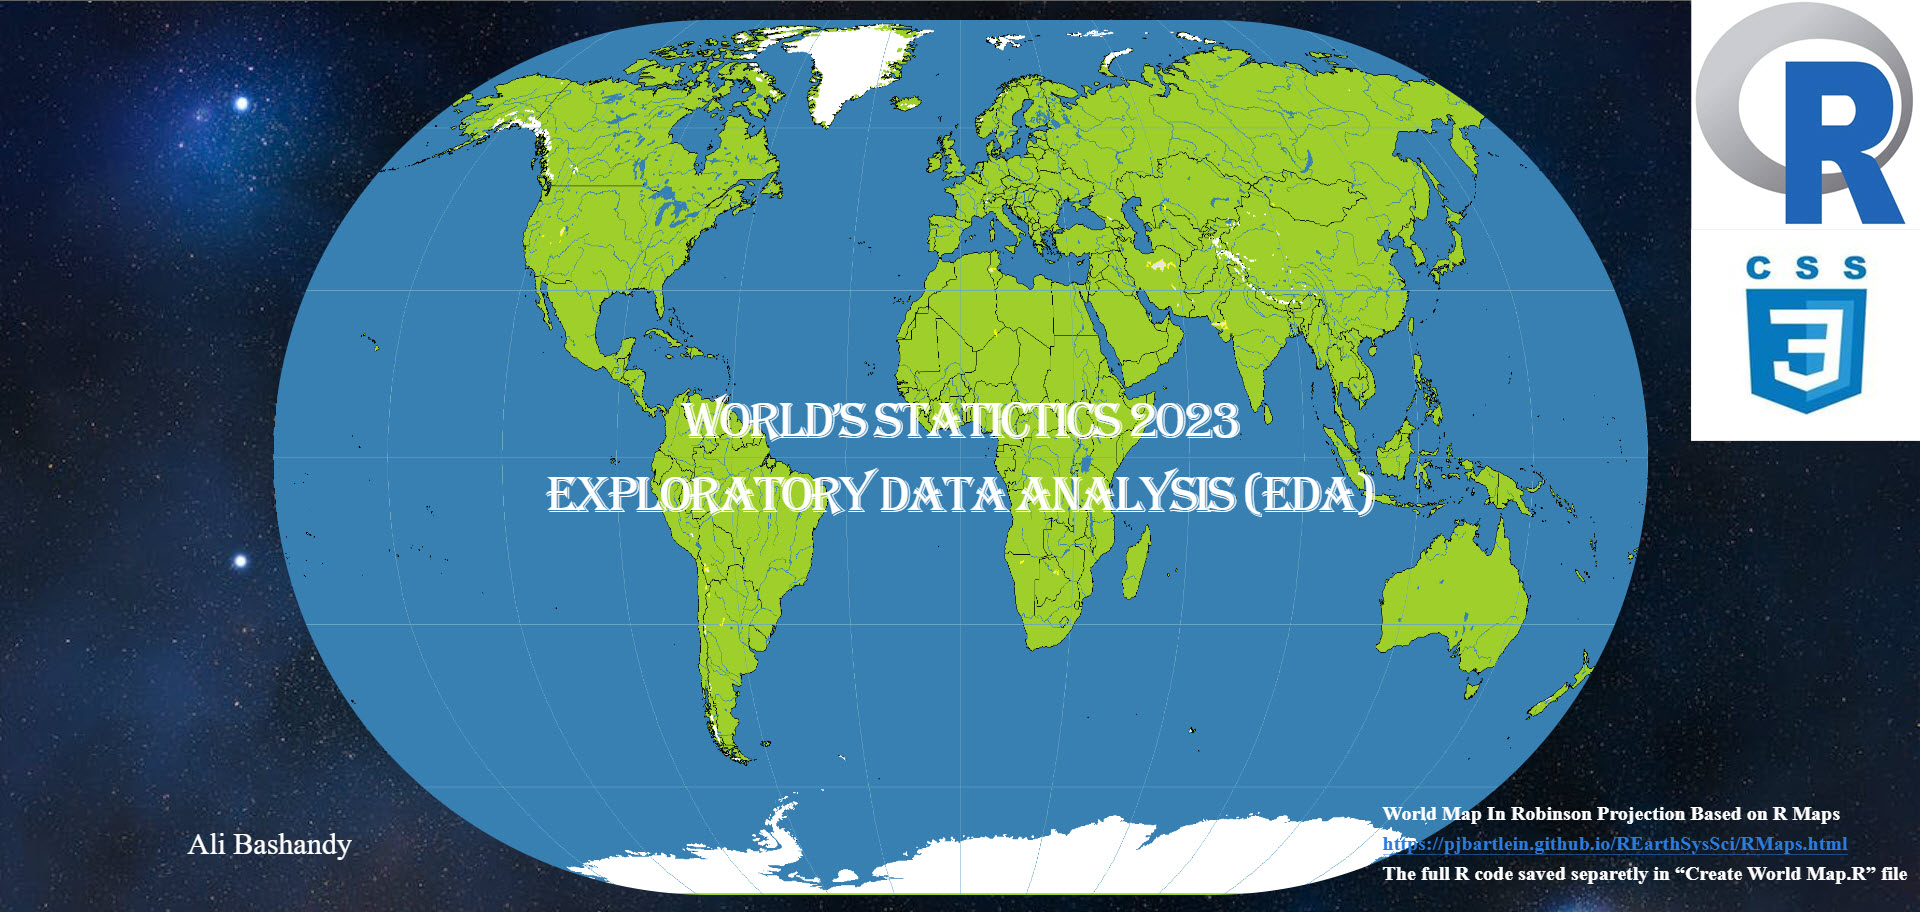 R
CSS
3
WORLD'S STATICTICS 2023
EXPLORATORY DATA ANALYSIS (EDA)
Ali Bashandy
World Map In Robinson Projection Based on R Maps
https://pjbartlein.github.io/REarthSysSci/RMaps.html
The full R code saved separetly in “Create World Map.R” file